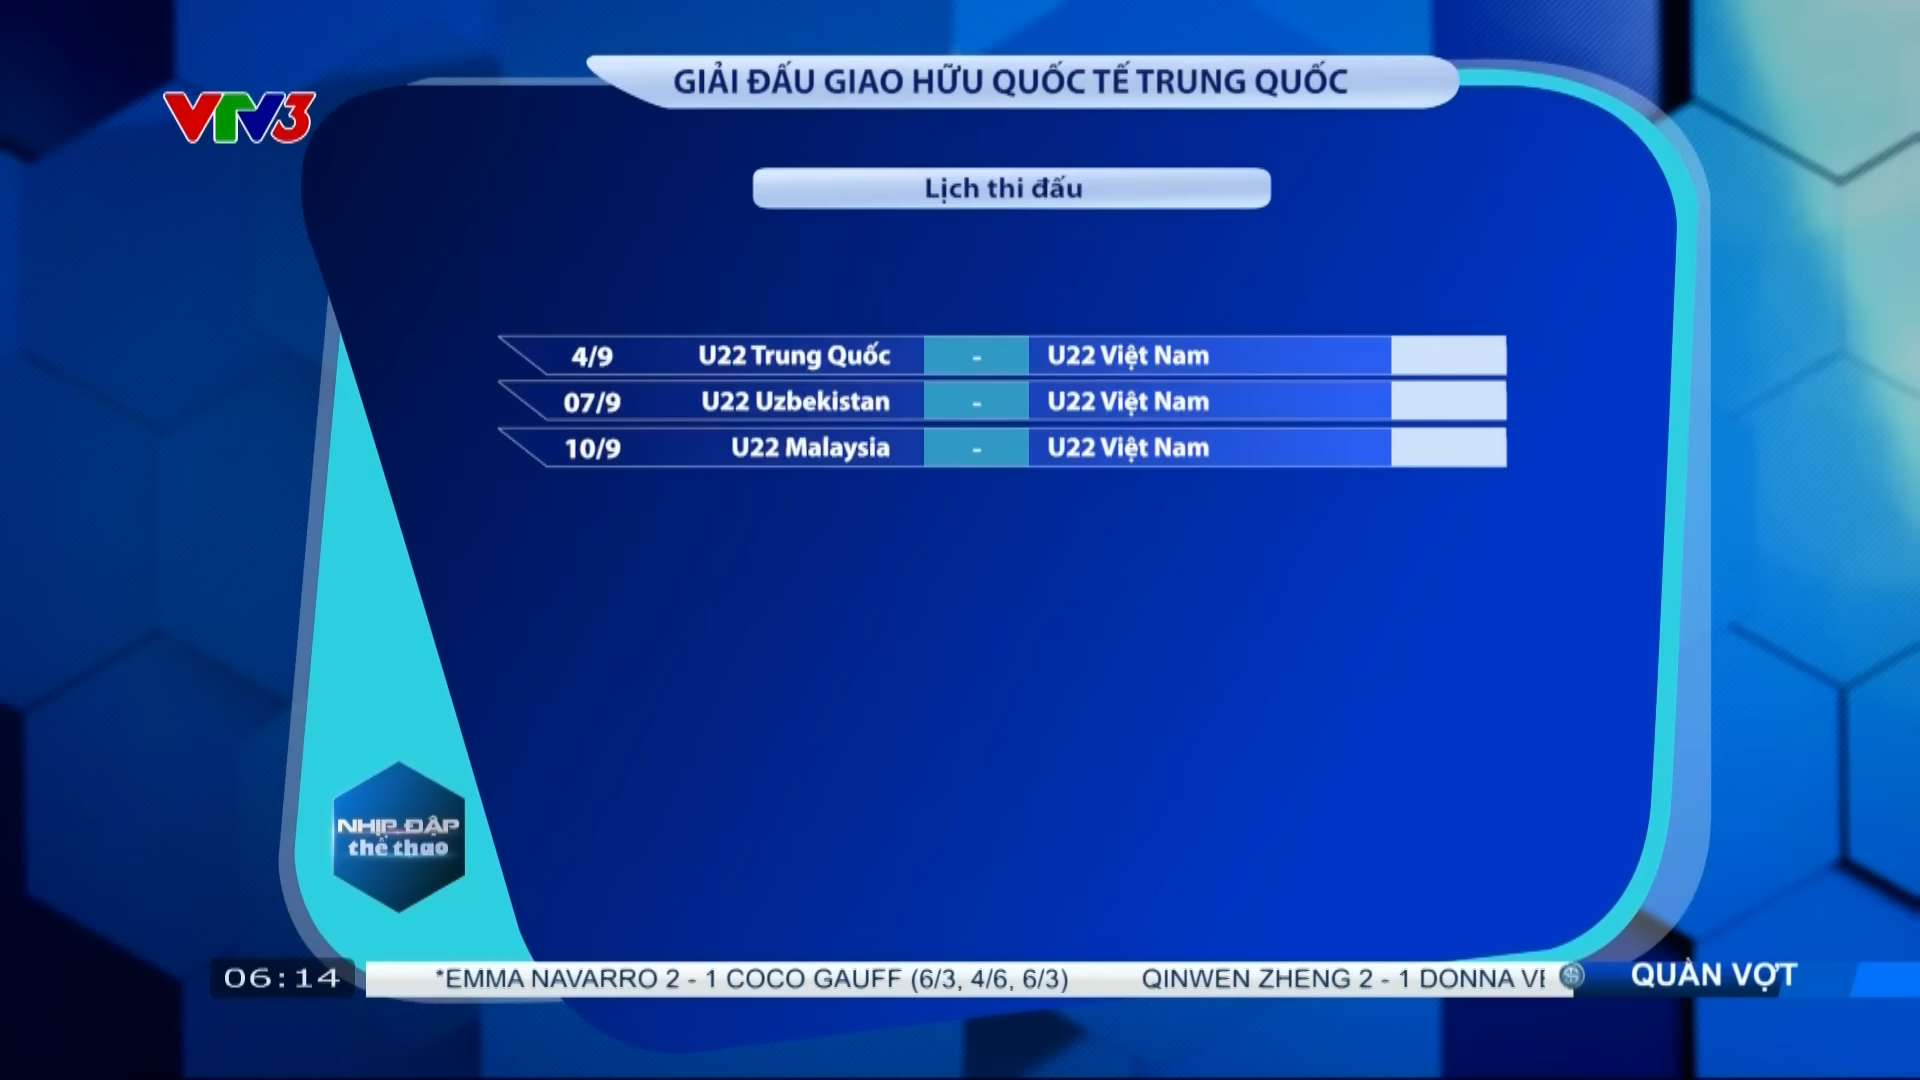 GIẢI ĐẤU GIAO HỮU QUỐC TẾ TRUNG QUỐC
VTV3
Lịch thi đấu
4/9 U22 Trung Quốc - U22 Việt Nam
07/9 U22 Uzbekistan - U22 Việt Nam
10/9 U22 Malaysia - U22 Việt Nam
NHỊP ĐẬP
thể thao
06:14 *EMMA NAVARRO 2 - 1 COCO GAUFF (6/3, 4/6, 6/3) QINWEN ZHENG 2 - 1 DONNA QUẦN VỢT